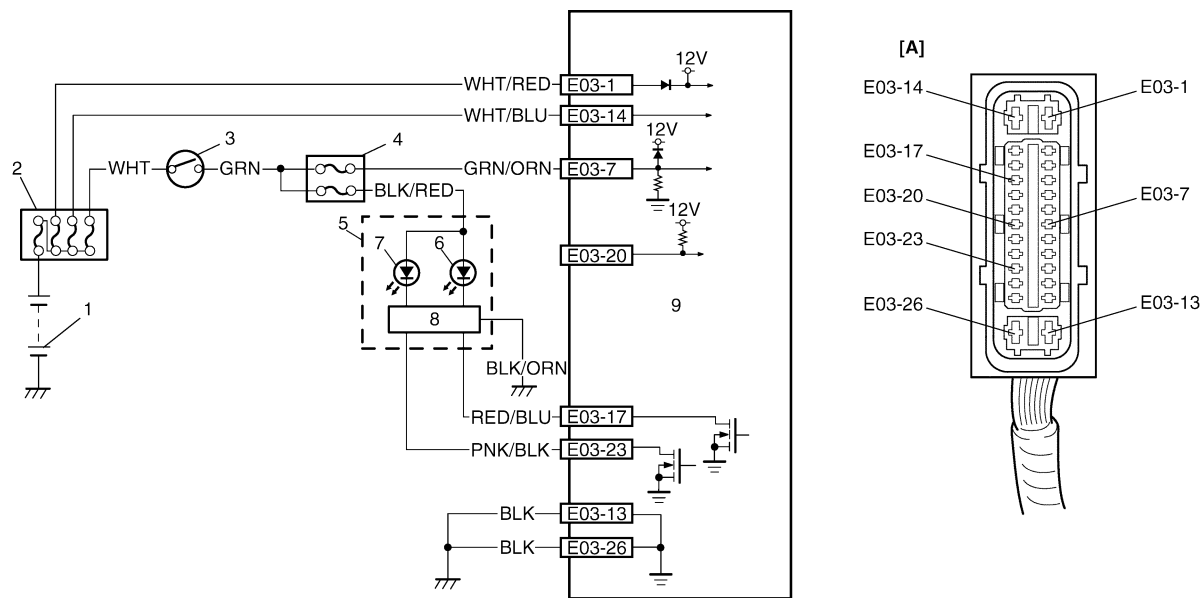 [A]
12V
E03-14
E03-1
WHT/RED
E03-1
WHT/BLU
E03-14
12V
3
4
E03-17
2
WHT
GRN
GRN/ORN
E03-7
BLK/RED
E03-20
E03-7
12V
5
7
6
E03-23
E03-20
1
8
9
E03-26
E03-13
BLK/ORN
RED/BLU
E03-17
PNK/BLK
E03-23
BLK
E03-13
BLK
E03-26